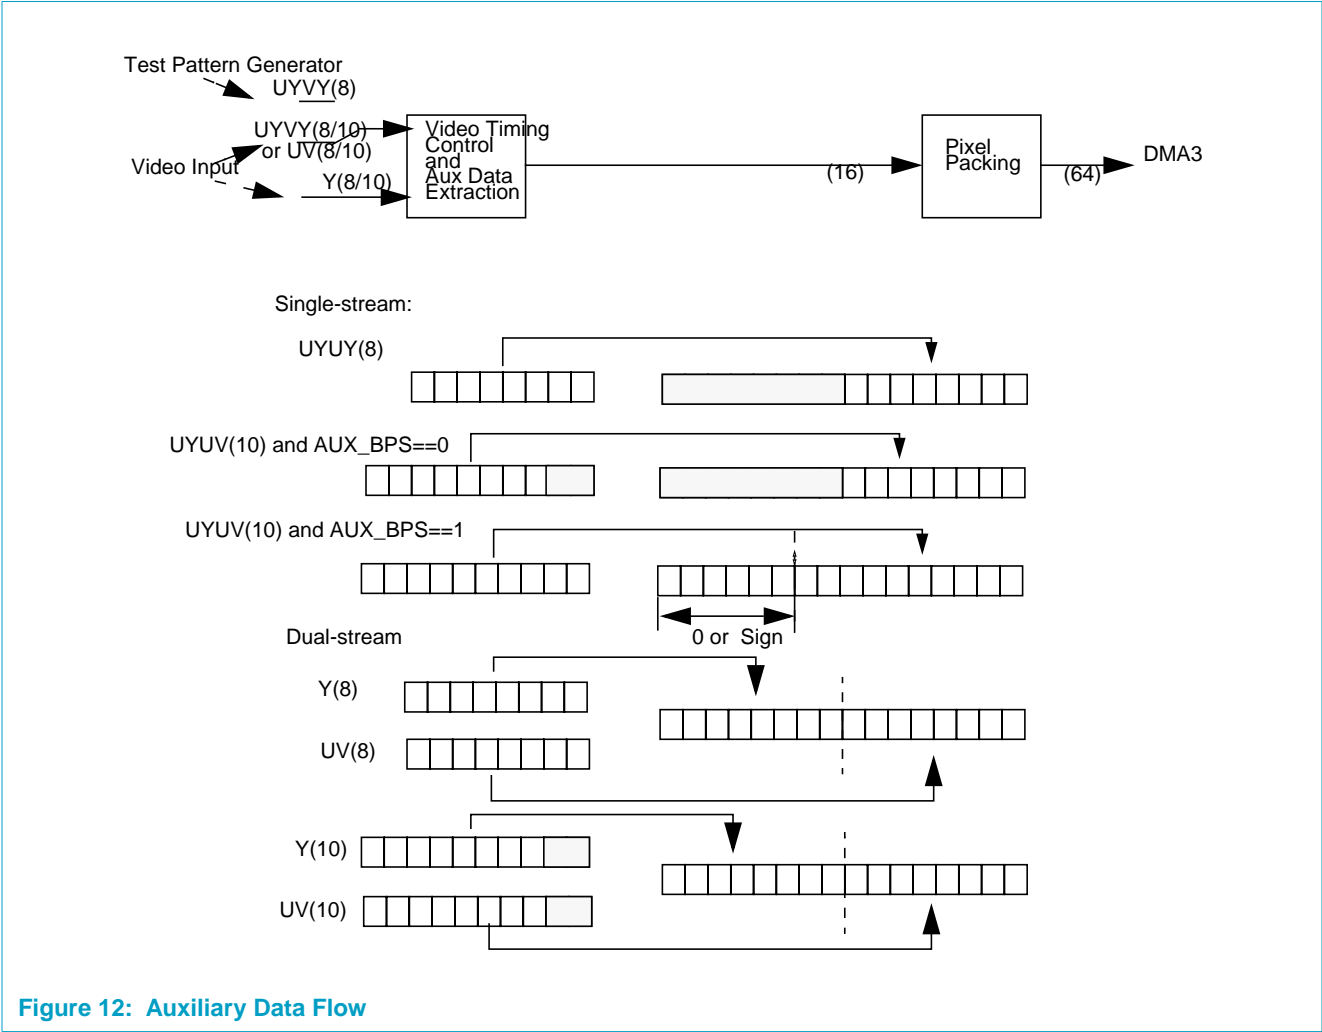 Test Pattern Generator
UYVY(8)
UYVY(8/10)
or UV(8/10)
Video Input
Y(8/10)
Video Timing
Control
and
Aux Data
Extraction
(16)
Pixel
Packing
(64)
DMA3
Single-stream:
UYUY(8)
UYUV(10) and AUX_BPS==0
UYUV(10) and AUX_BPS==1
0 or Sign
Dual-stream
Y(8)
UV(8)
Y(10)
UV(10)
Figure 12: Auxiliary Data Flow